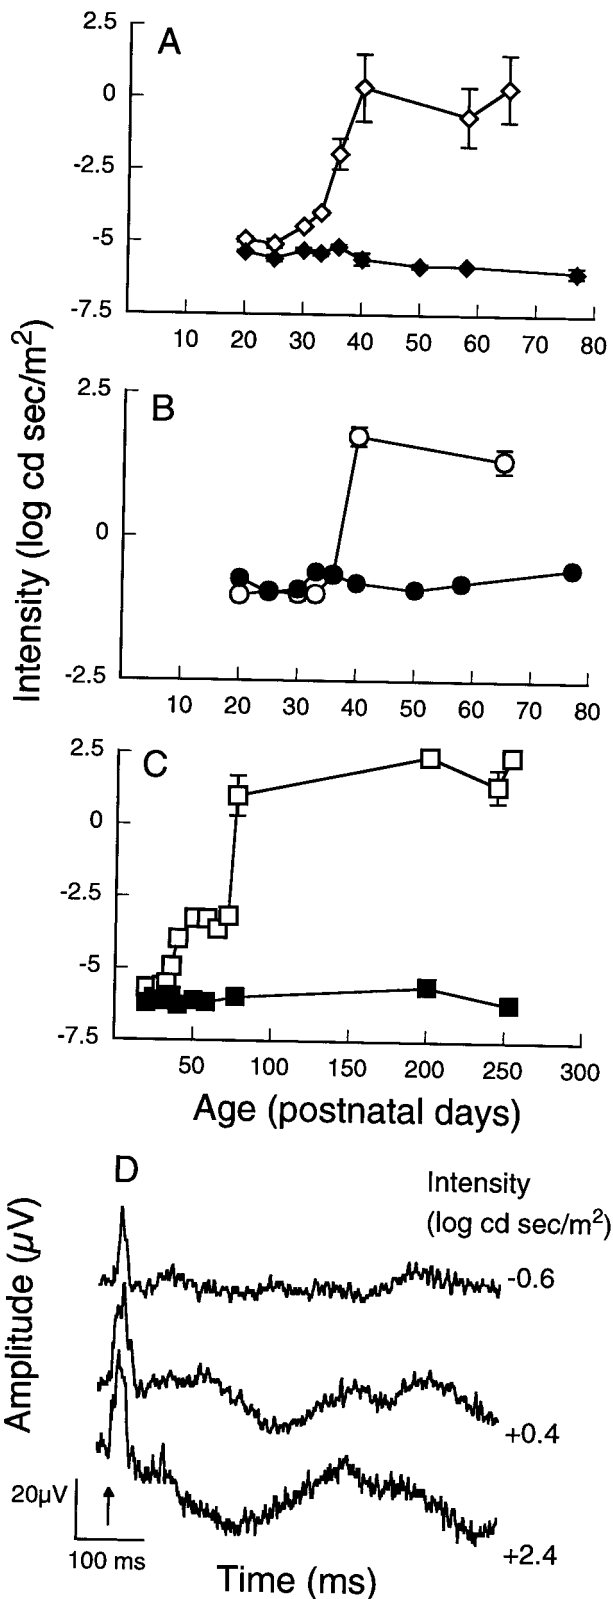 2.5
A
0
-2.5
-5
-7.5
10 20 30 40 50 60 70 80
Intensity (log cd sec/m2)
2.5
B
0
-2.5
10 20 30 40 50 60 70 80
2.5
C
0
-2.5
-5
-7.5
50 100 150 200 250 300
Age (postnatal days)
D
Intensity
(log cd sec/m2)
-0.6
Amplitude (µV)
+0.4
20µV
+2.4
100 ms
Time (ms)